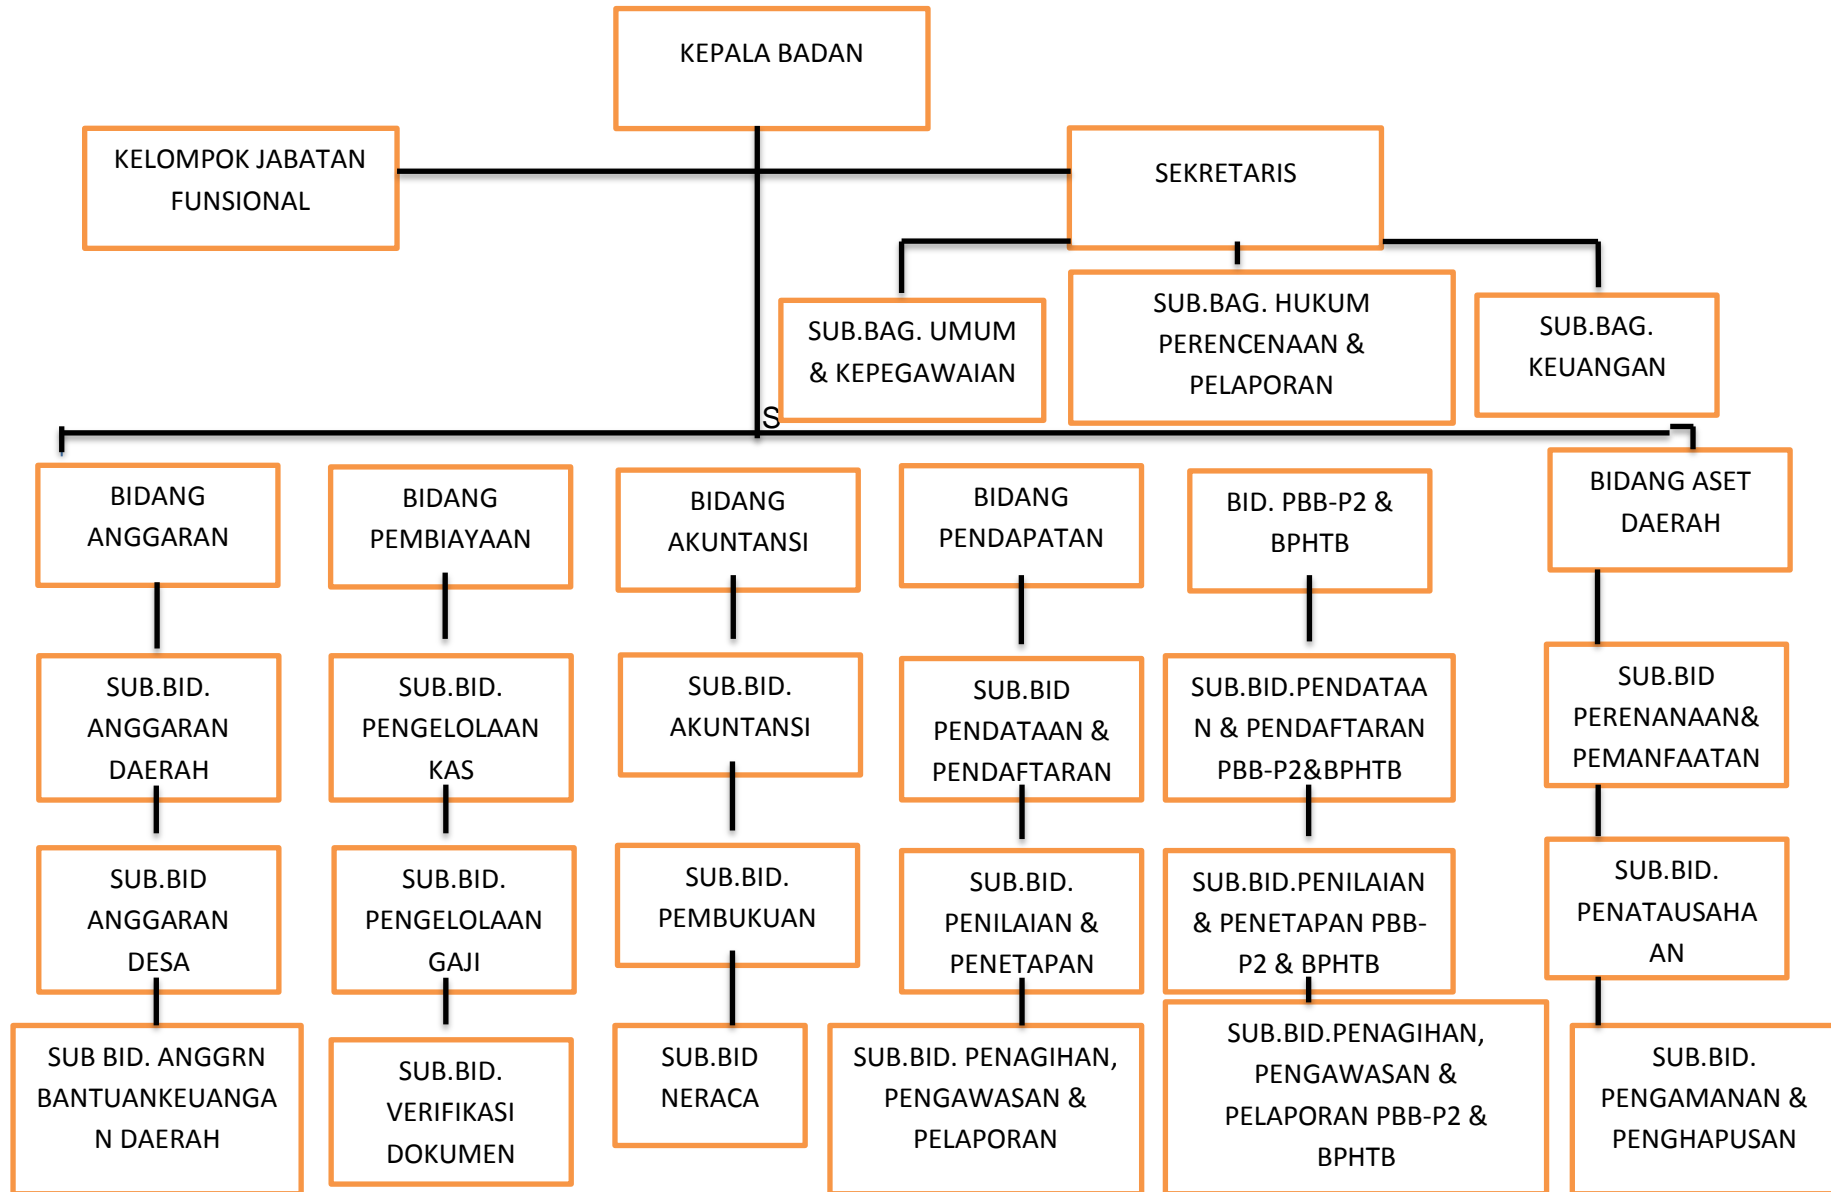 KEPALA BADAN
KELOMPOK JABATAN
FUNSIONAL
SEKRETARIS
SUB.BAG. UMUM
& KEPEGAWAIAN
SUB.BAG. HUKUM
PERENCENAAN &
PELAPORAN
SUB.BAG.
KEUANGAN
S
BIDANG
ANGGARAN
BIDANG
PEMBIAYAAN
BIDANG
AKUNTANSI
BIDANG
PENDAPATAN
BID. PBB-P2 &
BPHTB
BIDANG ASET
DAERAH
SUB.BID.
ANGGARAN
DAERAH
SUB.BID.
PENGELOLAAN
KAS
SUB.BID.
AKUNTANSI
SUB.BID
PENDATAAN &
PENDAFTARAN
SUB.BID.PENDATAA
N & PENDAFTARAN
PBB-P2&BPHTB
SUB.BID
PERENANAAN&
PEMANFAATAN
SUB.BID
ANGGARAN
DESA
SUB.BID.
PENGELOLAAN
GAJI
SUB.BID.
PEMBUKUAN
SUB.BID.
PENILAIAN &
PENETAPAN
SUB.BID.PENILAIAN
& PENETAPAN PBB-
P2 & BPHTB
SUB.BID.
PENATAUSAHA
AN
SUB BID. ANGGRN
BANTUANKEUANGA
N DAERAH
SUB.BID.
VERIFIKASI
DOKUMEN
SUB.BID
NERACA
SUB.BID. PENAGIHAN,
PENGAWASAN &
PELAPORAN
SUB.BID.PENAGIHAN,
PENGAWASAN &
PELAPORAN PBB-P2 &
BPHTB
SUB.BID.
PENGAMANAN &
PENGHAPUSAN